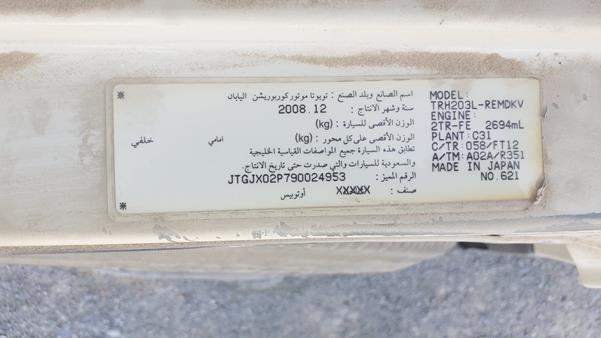 اسم الصانع وبلد الصنع : تويوتا موتور كوربوريشن اليابان
سنة وشهر الانتاج : 2008.12
الوزن الأقصى للسيارة : (kg)
الوزن الأقصى على كل محور : (kg) امامي خلفي
تطابق هذه السيارة جميع المواصفات القياسية الخليجية
والسعودية للسيارات والتي صدرت حتى تاريخ الانتاج.
الرقم المميز : JTGJX02P790024953
صنف : XXXXX أوتوبيس
MODEL:
TRH203L-REMDKV
ENGINE:
2TR-FE 2694mL
PLANT: C31
C/TR: 058/FT12
A/TM: A02A/R351
MADE IN JAPAN
NO.621